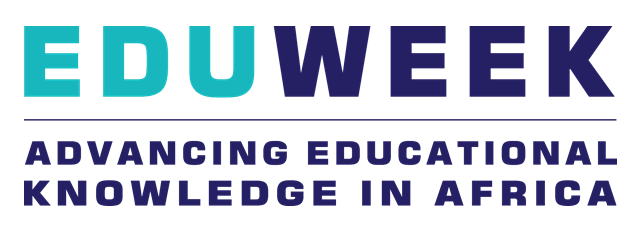 EDUWEEK
ADVANCING EDUCATIONAL
KNOWLEDGE IN AFRICA